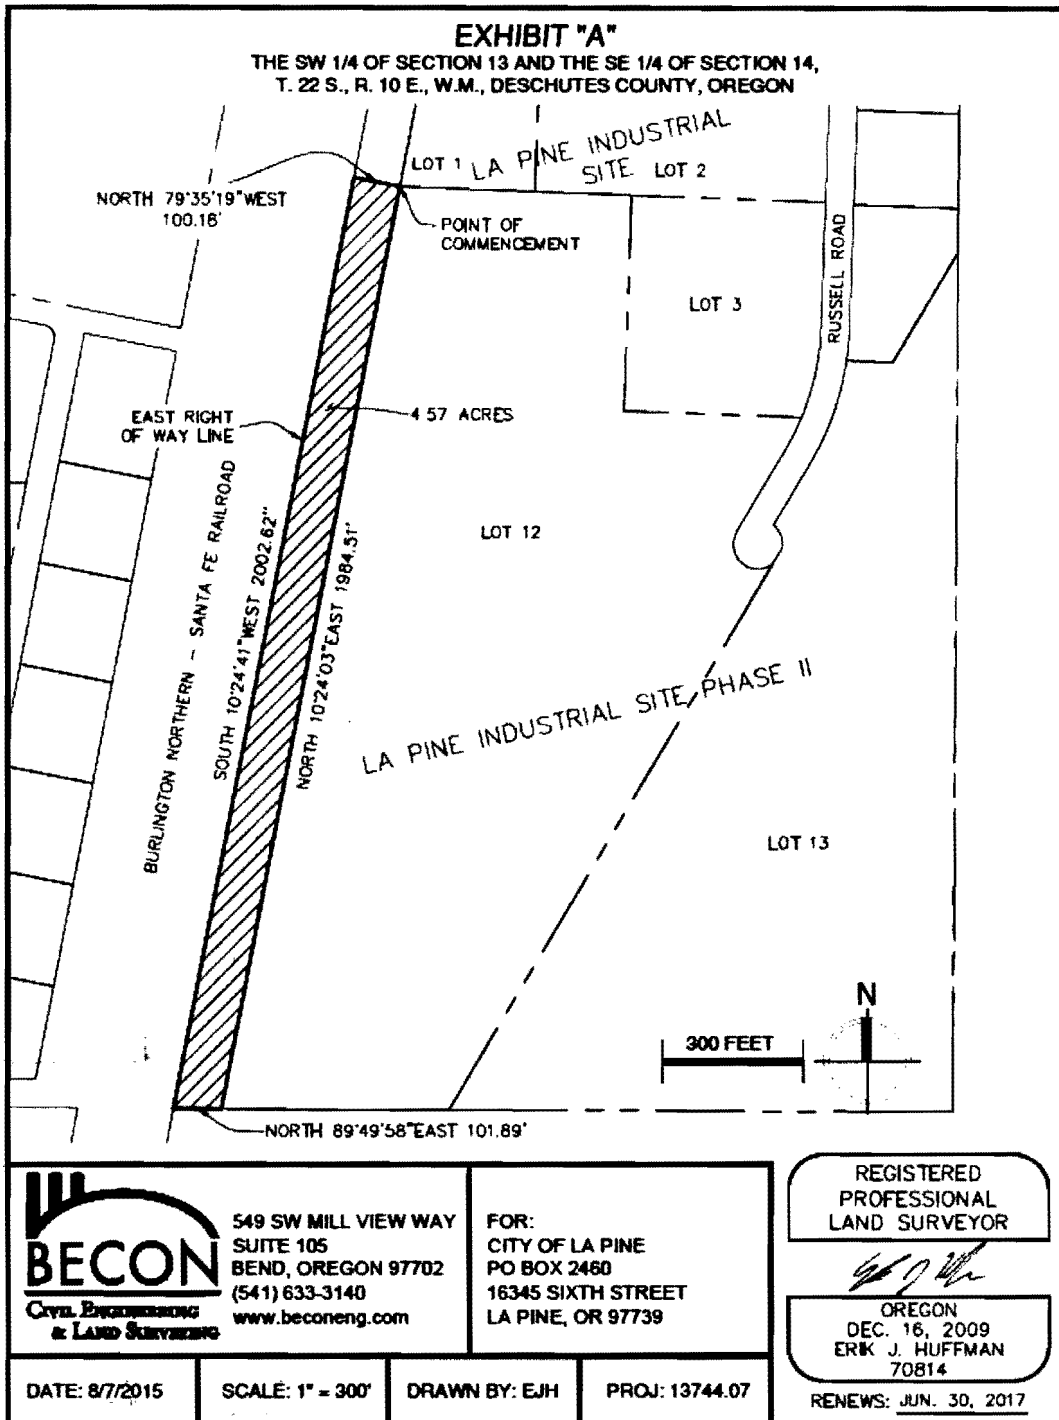 EXHIBIT "A"
THE SW 1/4 OF SECTION 13 AND THE SE 1/4 OF SECTION 14,
T. 22 S., R. 10 E., W.M., DESCHUTES COUNTY, OREGON
LOT 1
LA PINE INDUSTRIAL
SITE
LOT 2
NORTH 79°35'19"WEST
100.16'
POINT OF
COMMENCEMENT
RUSSELL ROAD
LOT 3
EAST RIGHT
OF WAY LINE
4.57 ACRES
LOT 12
BURLINGTON NORTHERN - SANTA FE RAILROAD
SOUTH 10°24'41"WEST 2002.62"
NORTH 10°24'03"EAST 1984.51'
LA PINE INDUSTRIAL SITE PHASE II
LOT 13
N
300 FEET
NORTH 89°49'58"EAST 101.89'
BECON
CIVIL ENGINEERING
& LAND SURVEYING
549 SW MILL VIEW WAY
SUITE 105
BEND, OREGON 97702
(541) 633-3140
www.beconeng.com
FOR:
CITY OF LA PINE
PO BOX 2460
16345 SIXTH STREET
LA PINE, OR 97739
REGISTERED
PROFESSIONAL
LAND SURVEYOR
OREGON
DEC. 16, 2009
ERIK J. HUFFMAN
70814
RENEWS: JUN. 30, 2017
DATE: 8/7/2015
SCALE: 1" = 300'
DRAWN BY: EJH
PROJ: 13744.07